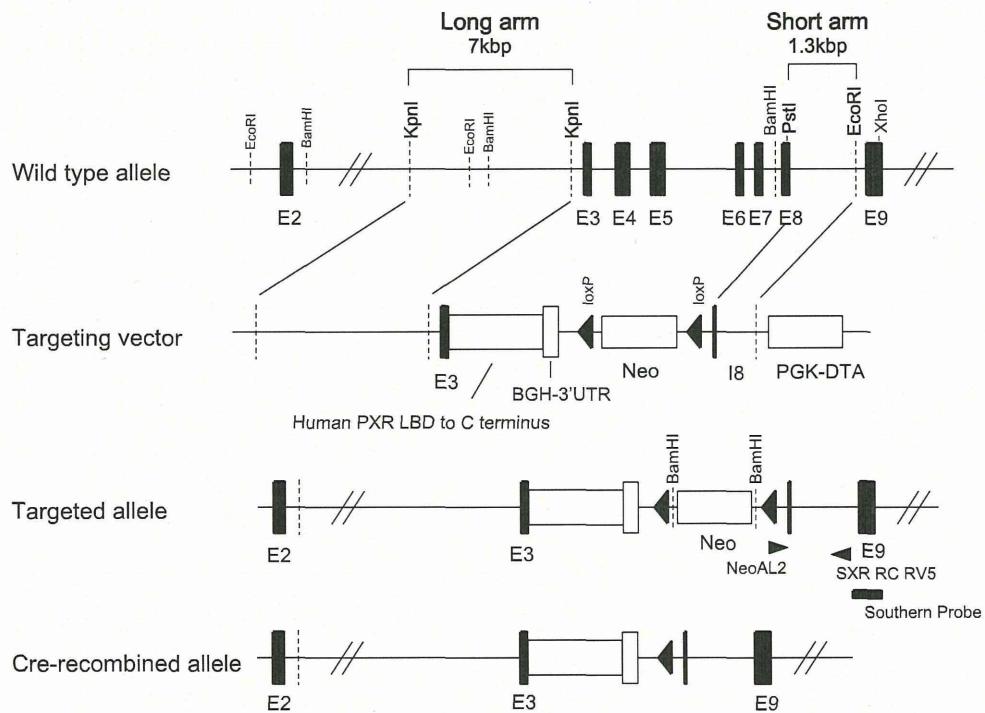 Long arm
7kbp
Short arm
1.3kbp
EcoRI
BamHI
KpnI
EcoRI
BamHI
KpnI
BamHI
PstI
EcoRI
XhoI
Wild type allele
E2
E3
E4
E5
E6
E7
E8
E9
loxP
loxP
Targeting vector
E3
BGH-3'UTR
Neo
I8
PGK-DTA
Human PXR LBD to C terminus
BamHI
BamHI
Targeted allele
E2
E3
Neo
E9
NeoAL2
SXR RC RV5
Southern Probe
Cre-recombined allele
E2
E3
E9